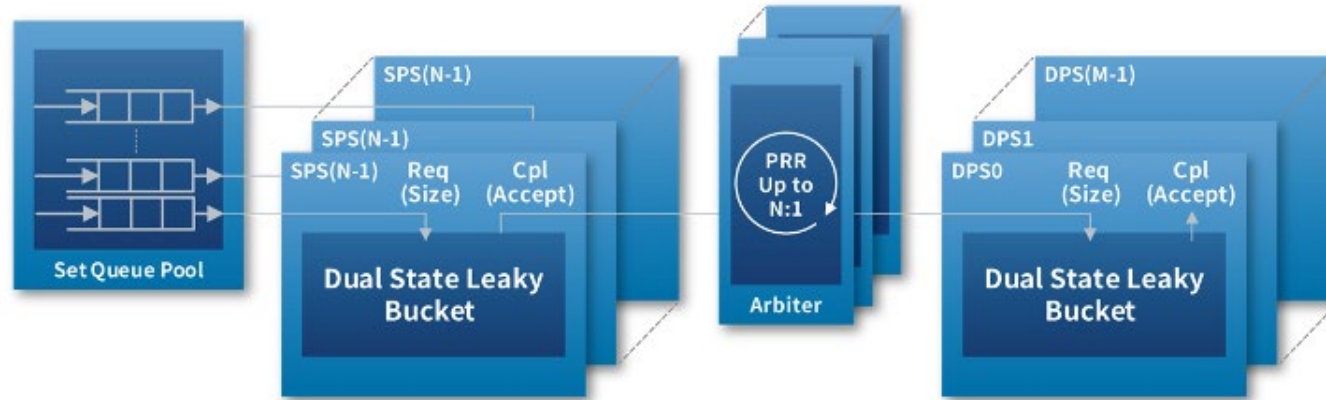 Set Queue Pool
SPS(N-1)
SPS(N-1)
SPS(N-1)
Req
(Size)
Cpl
(Accept)
Dual State Leaky
Bucket
PRR
Up to
N:1
Arbiter
DPS(M-1)
DPS1
DPS0
Req
(Size)
Cpl
(Accept)
Dual State Leaky
Bucket